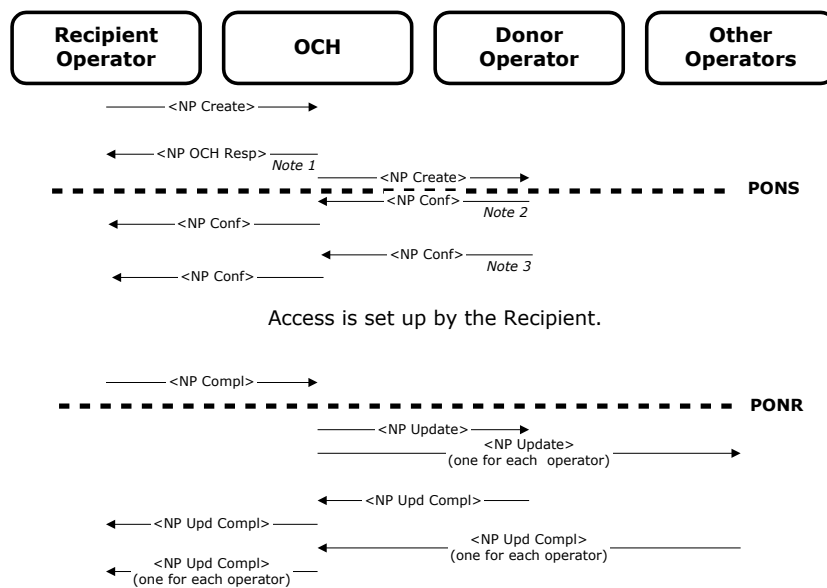 Recipient Operator
OCH
Donor Operator
Other Operators
<NP Create>
<NP OCH Resp>
Note 1
<NP Create>
PONS
<NP Conf>
Note 2
<NP Conf>
<NP Conf>
Note 3
<NP Conf>
Access is set up by the Recipient.
<NP Compl>
PONR
<NP Update>
<NP Update>
(one for each operator)
<NP Upd Compl>
<NP Upd Compl>
<NP Upd Compl>
(one for each operator)
<NP Upd Compl>
(one for each operator)